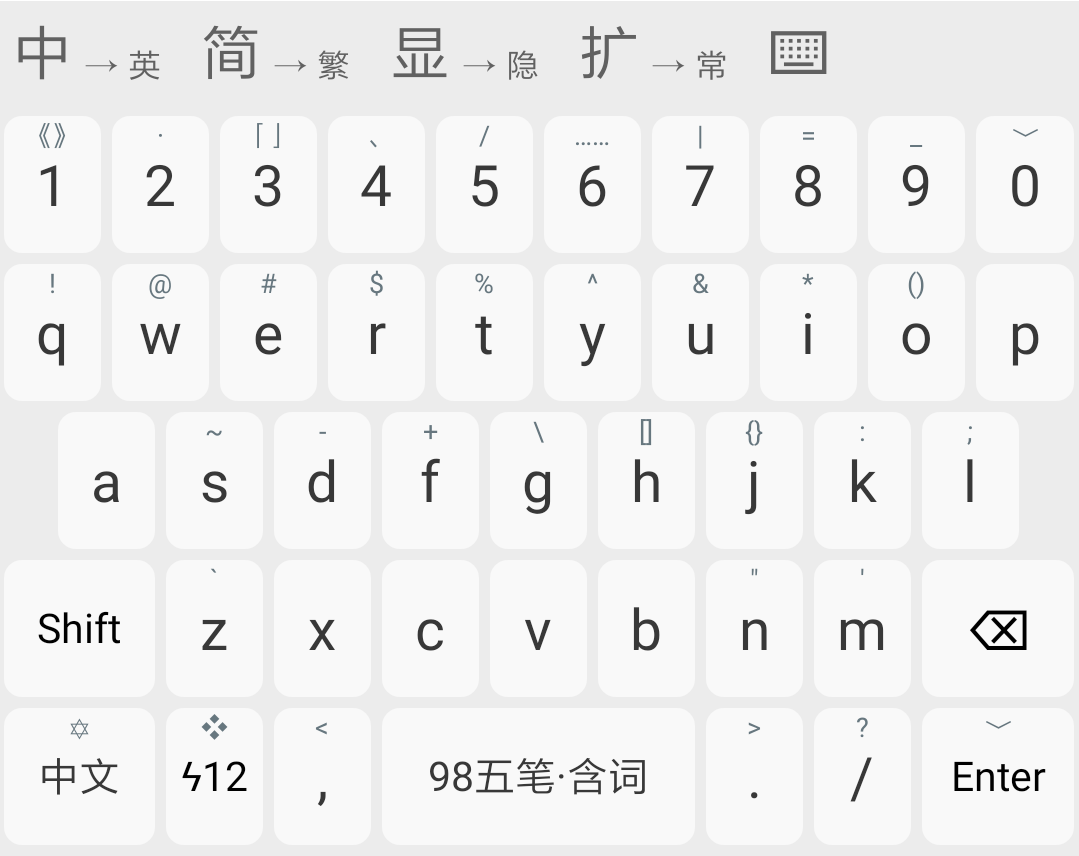 中 → 英 简 → 繁 显 → 隐 扩 → 常
《》 · 「」 、 / …… | = _ ﹀
1 2 3 4 5 6 7 8 9 0
! @ # $ % ^ & * ()
q w e r t y u i o p
~ - + \ [] {} : ;
a s d f g h j k l
` " '
Shift z x c v b n m
✡ ❖ < > ? ﹀
中文 ϟ12 , 98五笔·含词 . / Enter